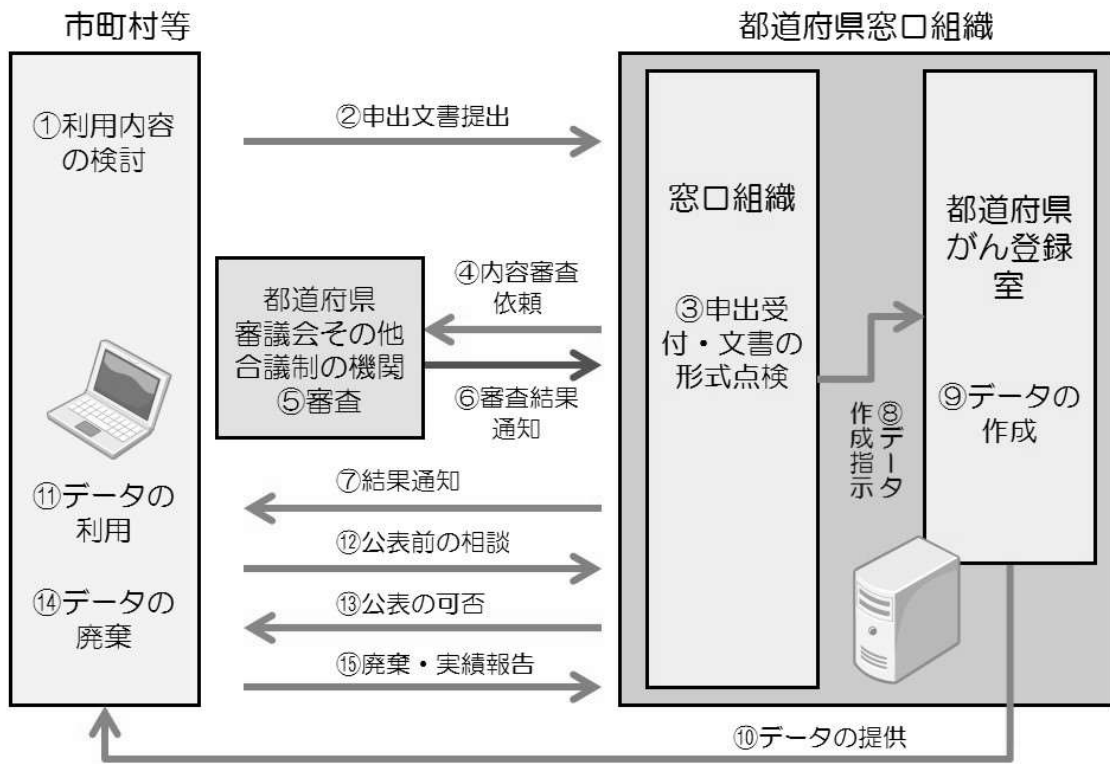 市町村等
都道府県窓口組織
①利用内容
の検討
②申出文書提出
窓口組織
都道府県
がん登録
室
④内容審査
依頼
都道府県
審議会その他
合議制の機関
⑤審査
③申出受
付・文書の
形式点検
⑥審査結果
通知
⑧データ
作成指示
⑨データの
作成
⑦結果通知
⑪データの
利用
⑫公表前の相談
⑬公表の可否
⑭データの
廃棄
⑮廃棄・実績報告
⑩データの提供